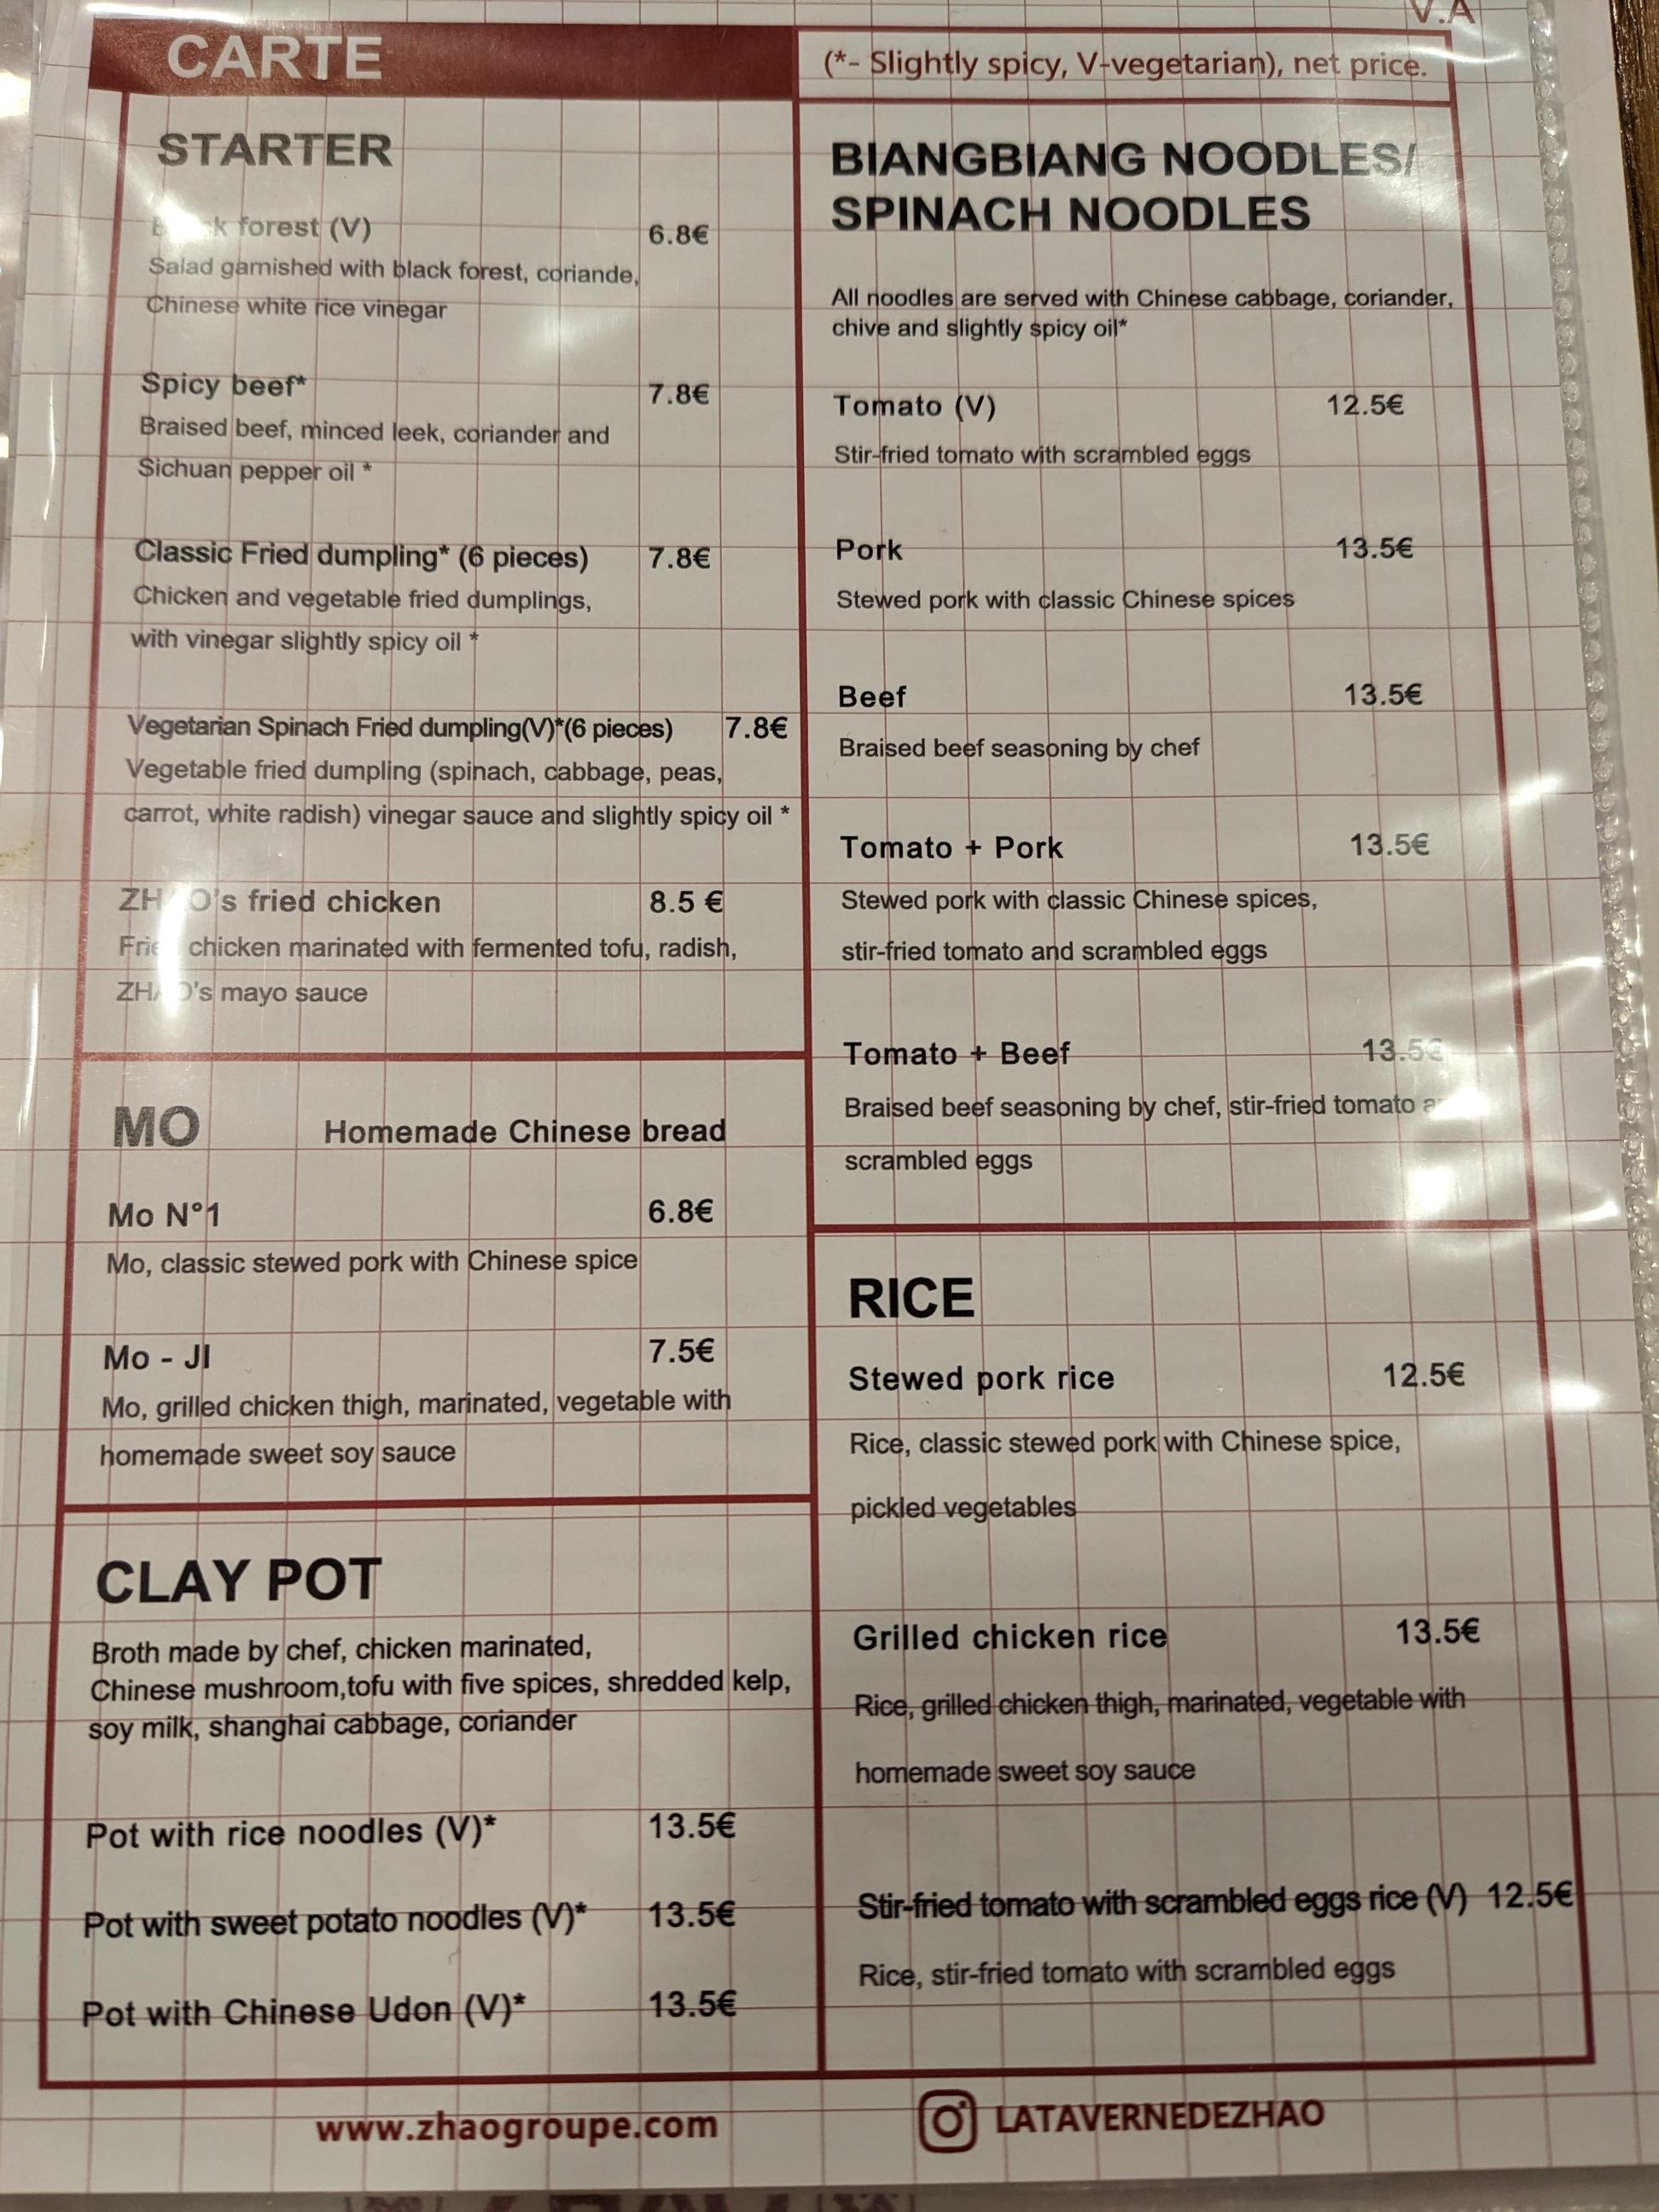 V.A
CARTE
(*- Slightly spicy, V-vegetarian), net price.
STARTER
forest (V) 6.8€
Salad garnished with black forest, coriande,
Chinese white rice vinegar
Spicy beef* 7.8€
Braised beef, minced leek, coriander and
Sichuan pepper oil *
Classic Fried dumpling* (6 pieces) 7.8€
Chicken and vegetable fried dumplings,
with vinegar slightly spicy oil *
Vegetarian Spinach Fried dumpling(V)*(6 pieces) 7.8€
Vegetable fried dumpling (spinach, cabbage, peas,
carrot, white radish) vinegar sauce and slightly spicy oil *
ZHAO's fried chicken 8.5 €
Fried chicken marinated with fermented tofu, radish,
ZHAO's mayo sauce
MO Homemade Chinese bread
Mo N°1 6.8€
Mo, classic stewed pork with Chinese spice
Mo - JI 7.5€
Mo, grilled chicken thigh, marinated, vegetable with
homemade sweet soy sauce
CLAY POT
Broth made by chef, chicken marinated,
Chinese mushroom,tofu with five spices, shredded kelp,
soy milk, shanghai cabbage, coriander
Pot with rice noodles (V)* 13.5€
Pot with sweet potato noodles (V)* 13.5€
Pot with Chinese Udon (V)* 13.5€
BIANGBIANG NOODLES/
SPINACH NOODLES
All noodles are served with Chinese cabbage, coriander,
chive and slightly spicy oil*
Tomato (V) 12.5€
Stir-fried tomato with scrambled eggs
Pork 13.5€
Stewed pork with classic Chinese spices
Beef 13.5€
Braised beef seasoning by chef
Tomato + Pork 13.5€
Stewed pork with classic Chinese spices,
stir-fried tomato and scrambled eggs
Tomato + Beef 13.5€
Braised beef seasoning by chef, stir-fried tomato
scrambled eggs
RICE
Stewed pork rice 12.5€
Rice, classic stewed pork with Chinese spice,
pickled vegetables
Grilled chicken rice 13.5€
Rice, grilled chicken thigh, marinated, vegetable with
homemade sweet soy sauce
Stir-fried tomato with scrambled eggs rice (V) 12.5€
Rice, stir-fried tomato with scrambled eggs
www.zhaogroupe.com
LATAVERNEDEZHAO